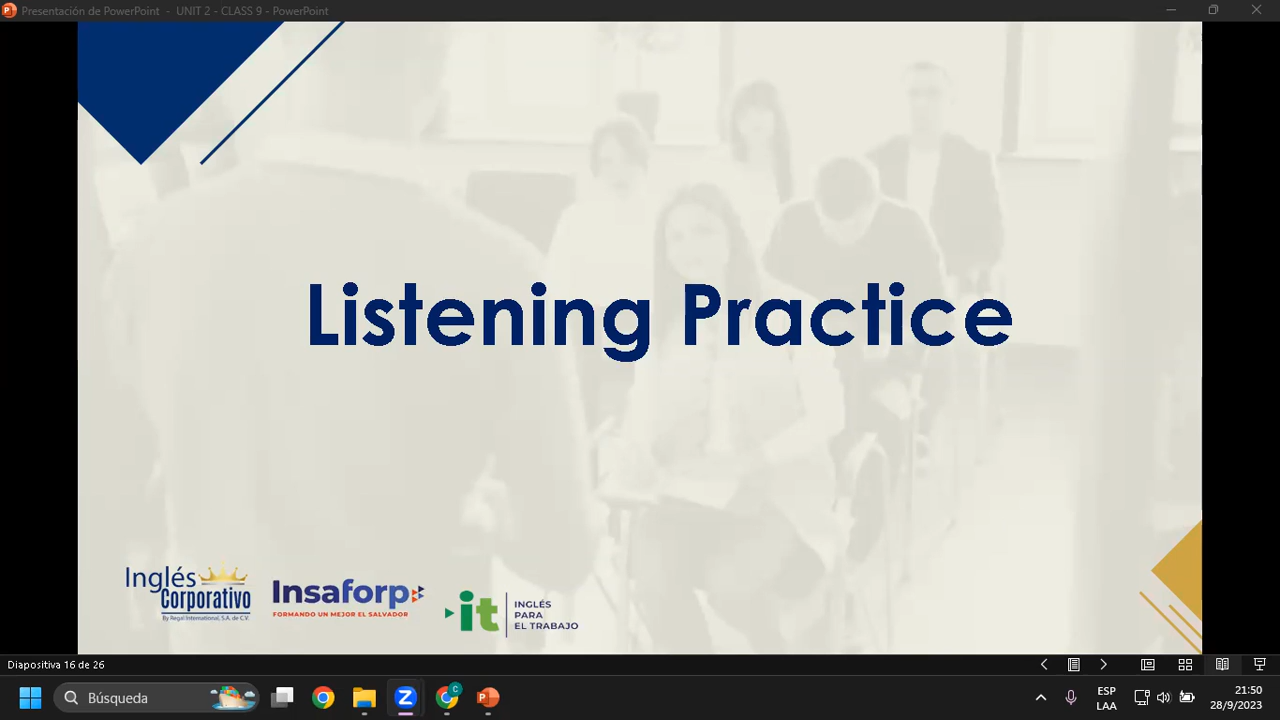 Presentación de PowerPoint - UNIT 2 - CLASS 9 - PowerPoint
Listening Practice
Inglés
Corporativo
By Regal International, S.A. de C.V.
Insaforp
FORMANDO UN MEJOR EL SALVADOR
it
INGLÉS
PARA
EL TRABAJO
Diapositiva 16 de 26
Búsqueda
C
ESP
LAA
21:50
28/9/2023